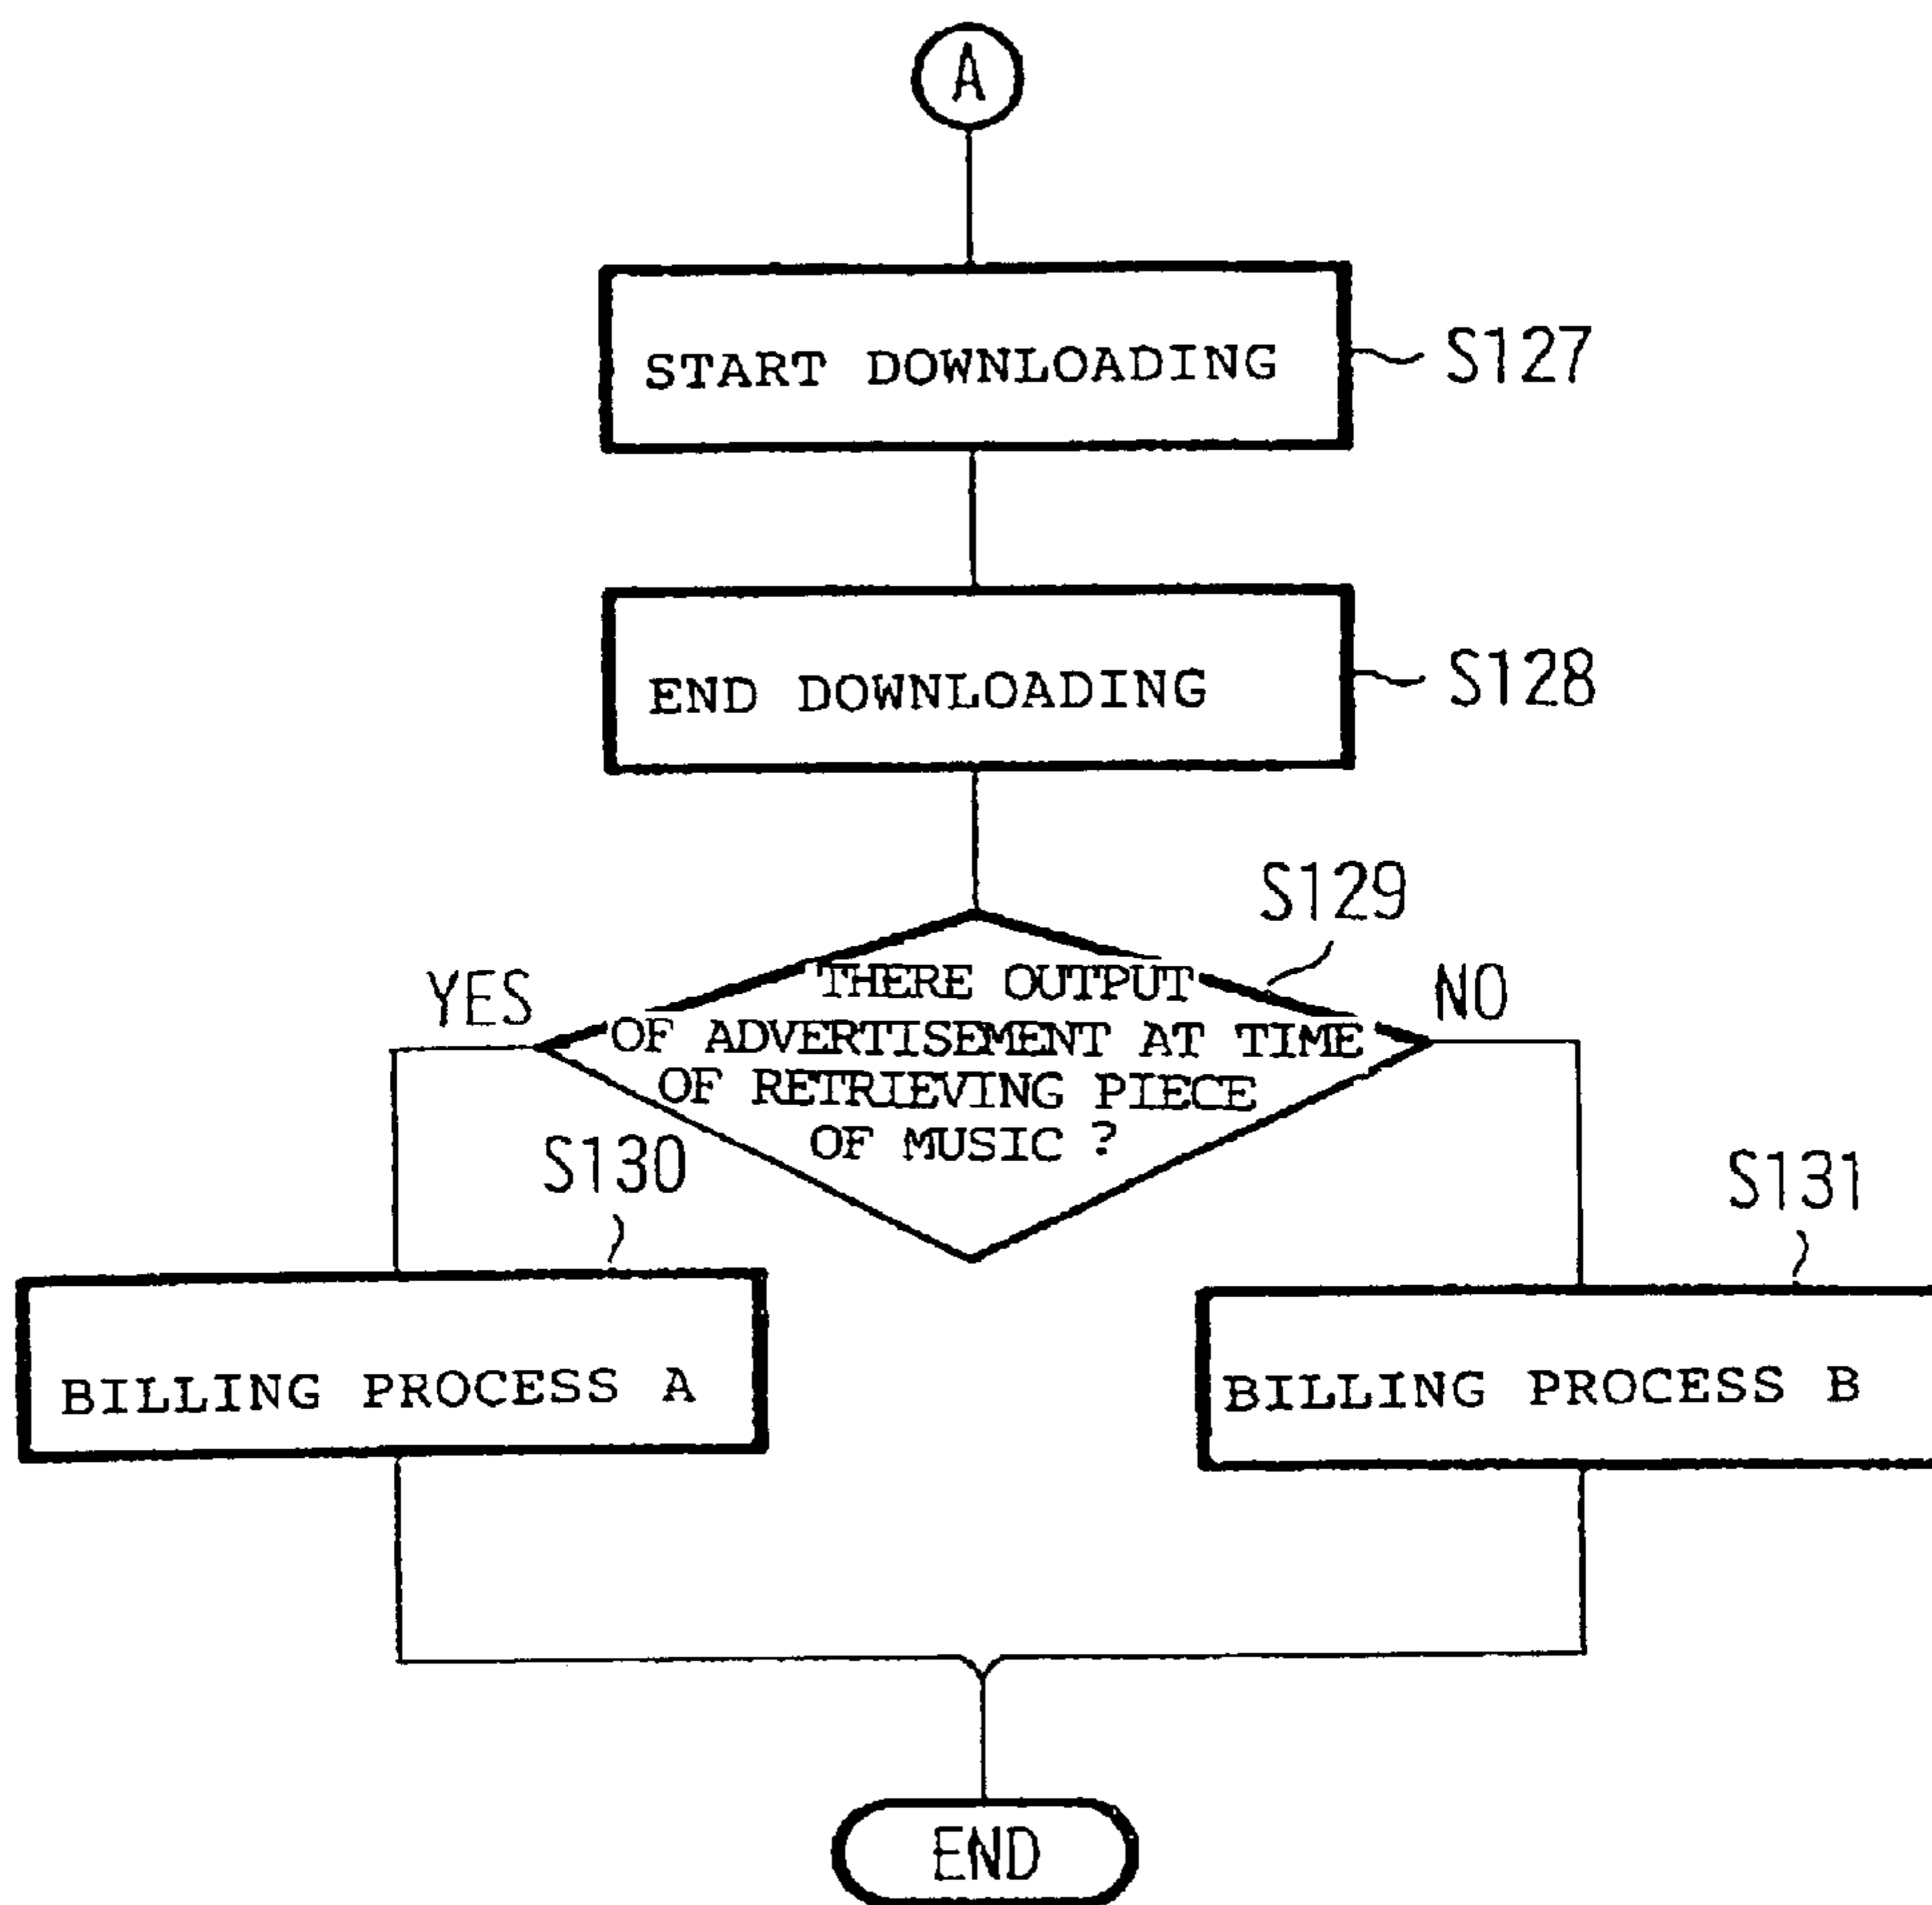 A
START DOWNLOADING
S127
END DOWNLOADING
S128
S129
YES
NO
THERE OUTPUT
OF ADVERTISEMENT AT TIME
OF RETRIEVING PIECE
OF MUSIC ?
S130
S131
BILLING PROCESS A
BILLING PROCESS B
END